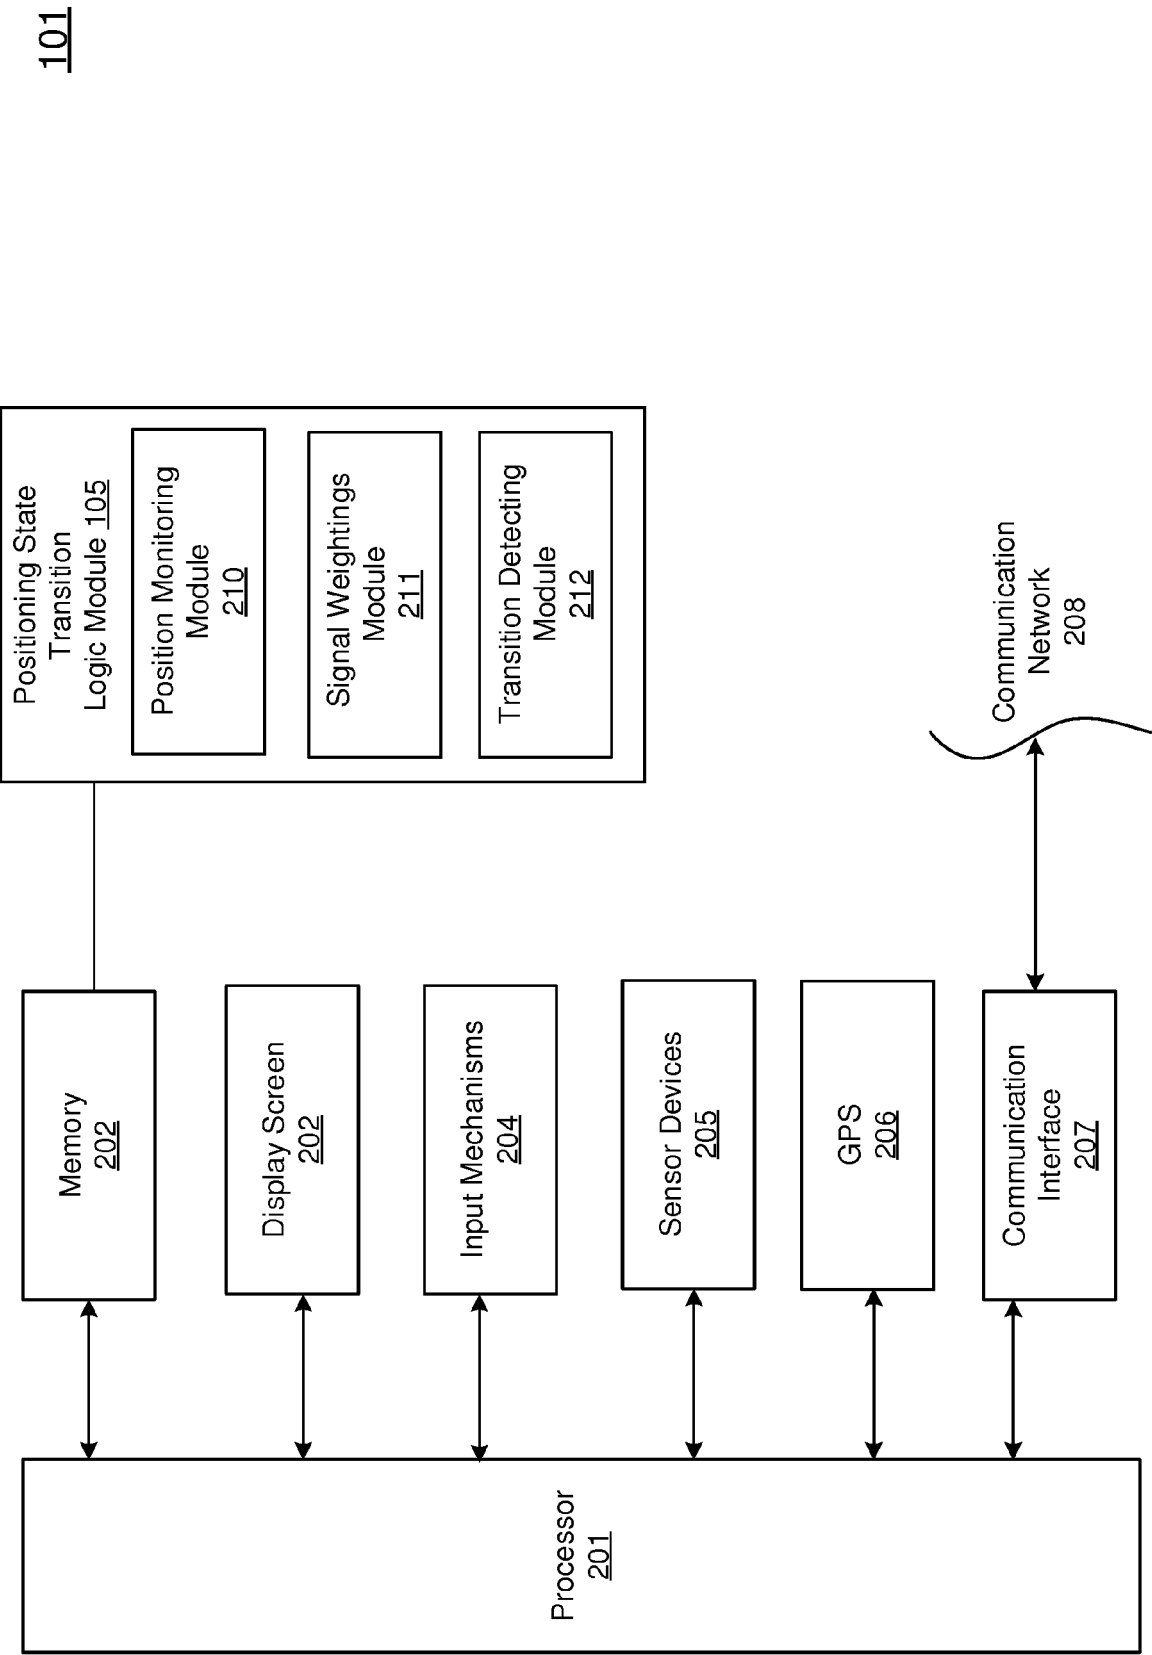 101
Positioning State
Transition
Logic Module 105
Position Monitoring
Module
210
Signal Weightings
Module
211
Transition Detecting
Module
212
Memory
202
Display Screen
202
Input Mechanisms
204
Sensor Devices
205
GPS
206
Communication
Interface
207
Communication
Network
208
Processor
201